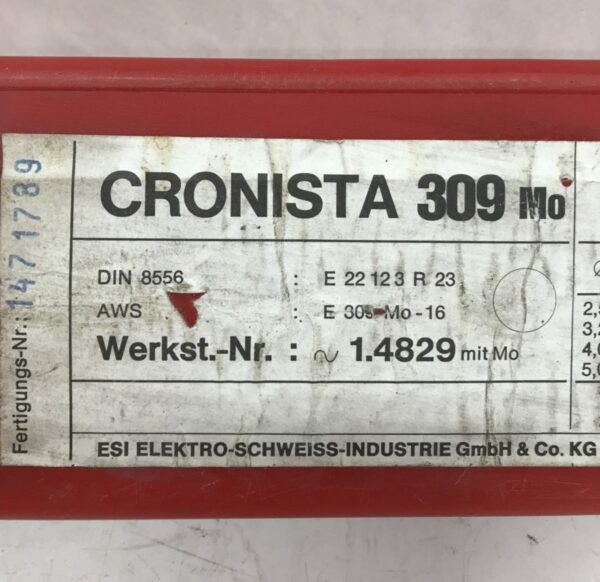 Fertigungs-Nr.: 1471789
CRONISTA 309 Mo
DIN 8556 : E 22 12 3 R 23
AWS : E 309-Mo-16
Werkst.-Nr. : ~ 1.4829 mit Mo
ESI ELEKTRO-SCHWEISS-INDUSTRIE GmbH & Co. KG